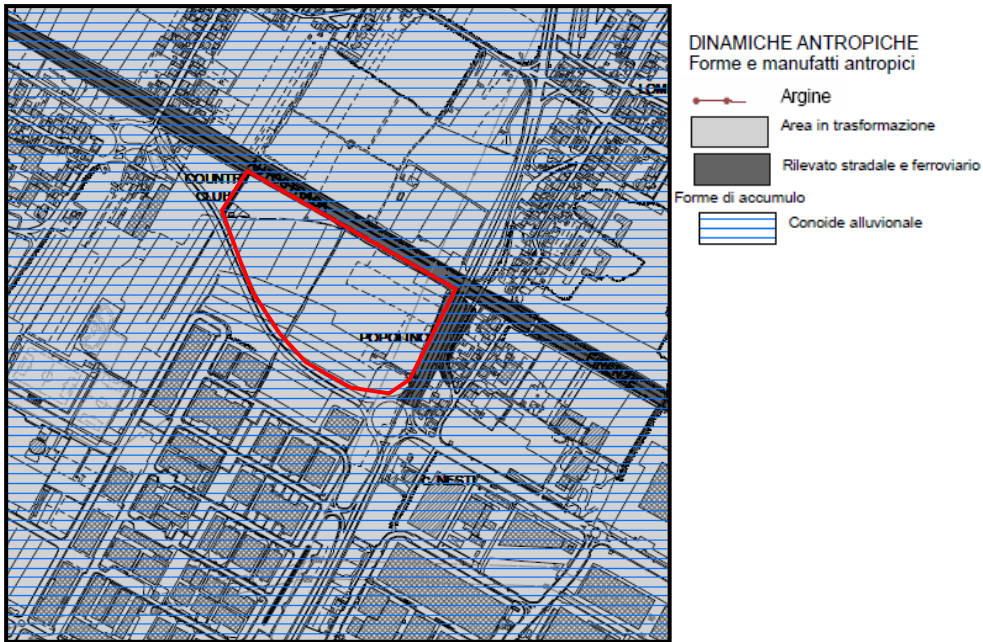 DINAMICHE ANTROPICHE
Forme e manufatti antropici
Argine
Area in trasformazione
Rilevato stradale e ferroviario
Forme di accumulo
Conoide alluvionale
LOM
COUNTRY
CLUB
POPOLINO
C/NESTI